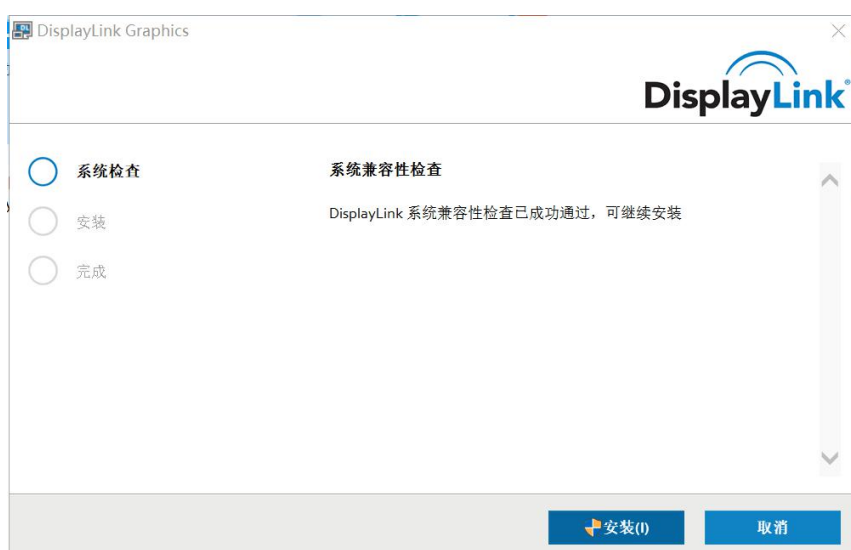 DisplayLink Graphics
DisplayLink
系统检查
系统兼容性检查
DisplayLink 系统兼容性检查已成功通过，可继续安装
安装
完成
安装(I)
取消